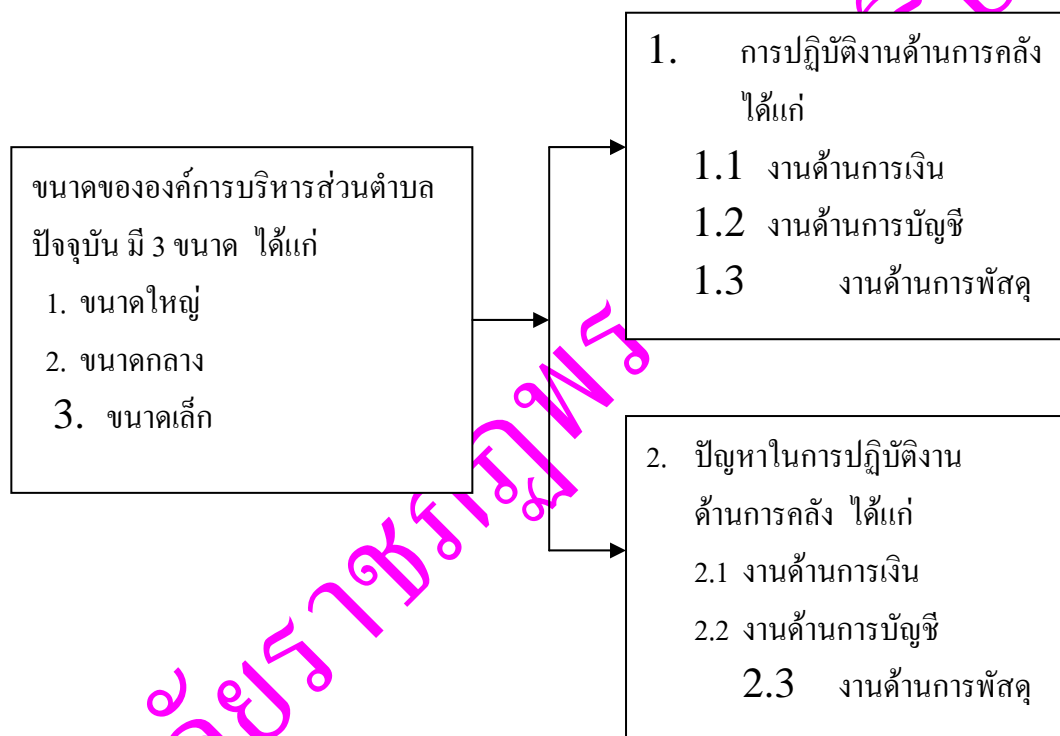 ขนาดขององค์การบริหารส่วนตำบล
ปัจจุบัน มี 3 ขนาด ได้แก่
1. ขนาดใหญ่
2. ขนาดกลาง
3. ขนาดเล็ก
1. การปฏิบัติงานด้านการคลัง
ได้แก่
1.1 งานด้านการเงิน
1.2 งานด้านการบัญชี
1.3 งานด้านการพัสดุ
2. ปัญหาในการปฏิบัติงาน
ด้านการคลัง ได้แก่
2.1 งานด้านการเงิน
2.2 งานด้านการบัญชี
2.3 งานด้านการพัสดุ